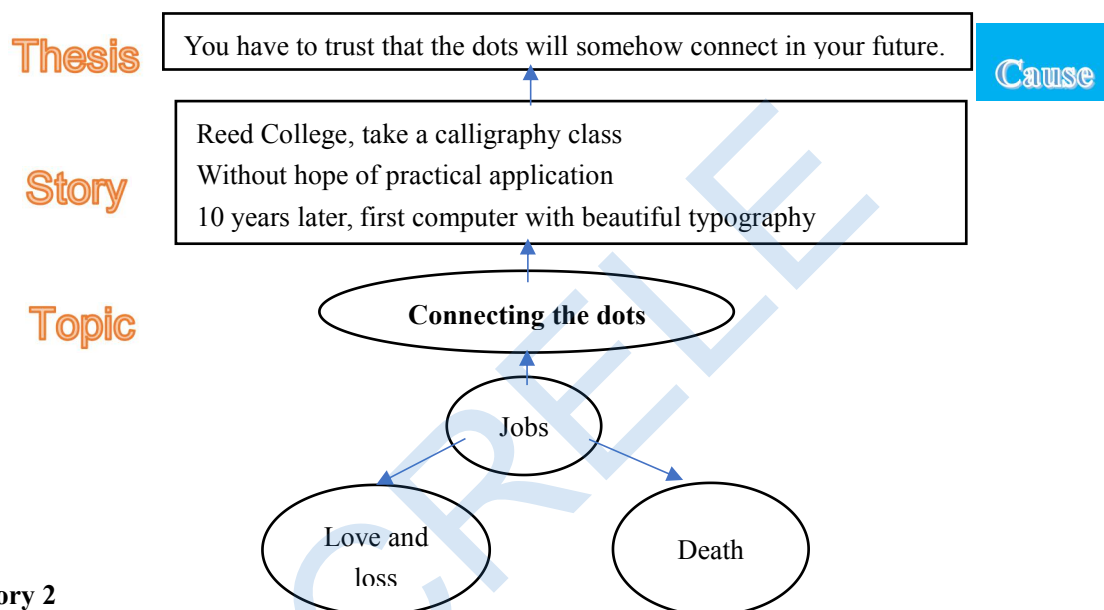 Thesis
You have to trust that the dots will somehow connect in your future.
Cause
Story
Reed College, take a calligraphy class
Without hope of practical application
10 years later, first computer with beautiful typography
Topic
Connecting the dots
Jobs
Love and
loss
Death
ory 2
CRELE